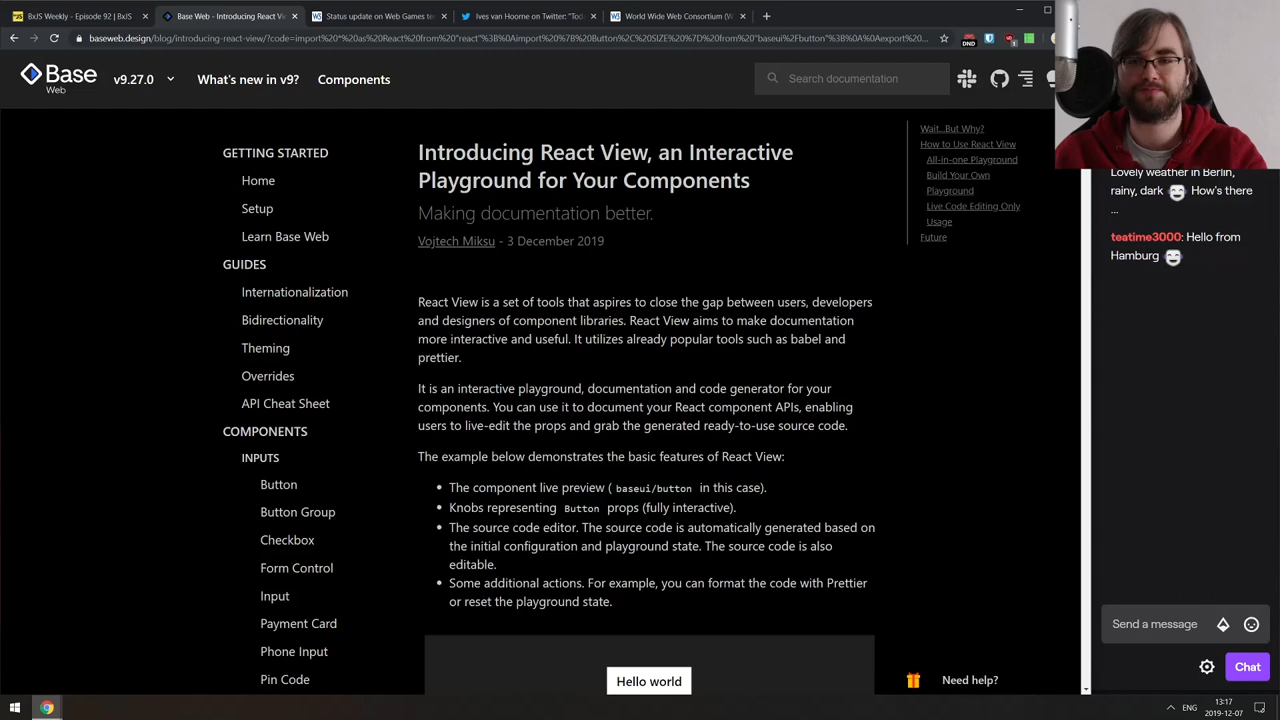 BxJS Weekly - Episode 92 | BxJS
Base Web - Introducing React Vi
Status update on Web Games te
Ives van Hoorne on Twitter: "Tod
World Wide Web Consortium (W
baseweb.design/blog/introducing-react-view/?code=import%20*%20as%20React%20from%20"react"%3B%0Aimport%20%7B%20Button%2C%20SIZE%20%7D%20from%20"baseui%2Fbutton"%3B%0A%0Aexport%...
DND
Base
Web
v9.27.0
What's new in v9?
Components
Search documentation
GETTING STARTED
Home
Setup
Learn Base Web
GUIDES
Internationalization
Bidirectionality
Theming
Overrides
API Cheat Sheet
COMPONENTS
INPUTS
Button
Button Group
Checkbox
Form Control
Input
Payment Card
Phone Input
Pin Code
Introducing React View, an Interactive
Playground for Your Components
Making documentation better.
Vojtech Miksu - 3 December 2019
React View is a set of tools that aspires to close the gap between users, developers
and designers of component libraries. React View aims to make documentation
more interactive and useful. It utilizes already popular tools such as babel and
prettier.
It is an interactive playground, documentation and code generator for your
components. You can use it to document your React component APIs, enabling
users to live-edit the props and grab the generated ready-to-use source code.
The example below demonstrates the basic features of React View:
• The component live preview ( baseui/button in this case).
• Knobs representing Button props (fully interactive).
• The source code editor. The source code is automatically generated based on
the initial configuration and playground state. The source code is also
editable.
• Some additional actions. For example, you can format the code with Prettier
or reset the playground state.
Hello world
Wait...But Why?
How to Use React View
All-in-one Playground
Build Your Own
Playground
Live Code Editing Only
Usage
Future
Need help?
Lovely weather in Berlin,
rainy, dark How's there
...
teatime3000: Hello from
Hamburg
Send a message
Chat
ENG
13:17
2019-12-07